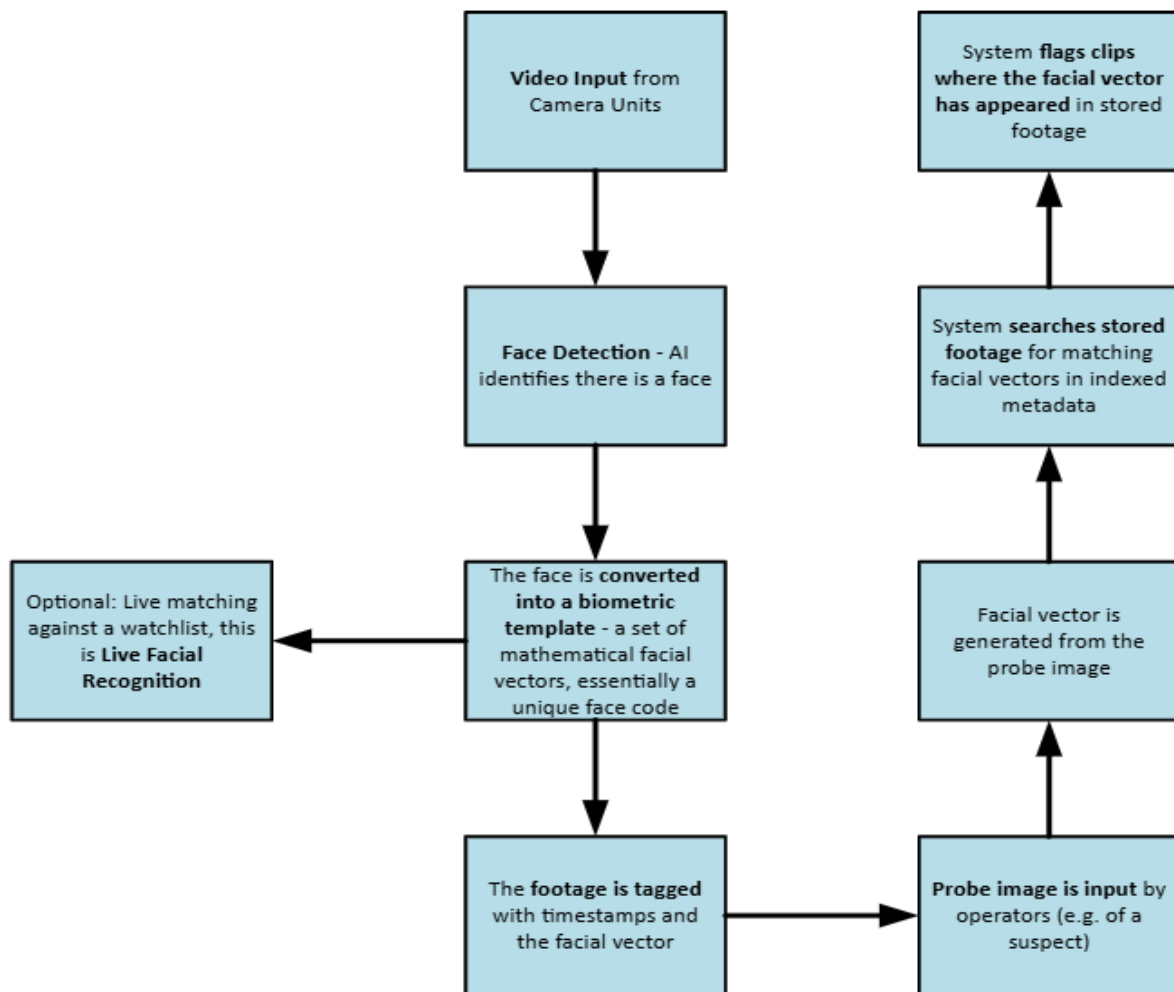 Video Input from
Camera Units
Face Detection - AI
identifies there is a face
The face is converted
into a biometric
template - a set of
mathematical facial
vectors, essentially a
unique face code
Optional: Live matching
against a watchlist, this
is Live Facial
Recognition
The footage is tagged
with timestamps and
the facial vector
Probe image is input by
operators (e.g. of a
suspect)
Facial vector is
generated from the
probe image
System searches stored
footage for matching
facial vectors in indexed
metadata
System flags clips
where the facial vector
has appeared in stored
footage